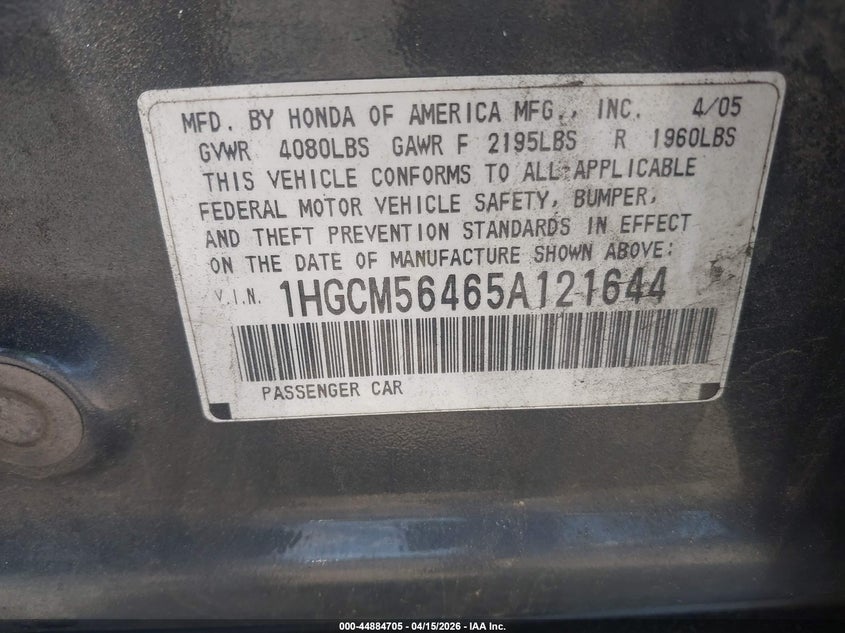 MFD. BY HONDA OF AMERICA MFG., INC. 4/05
GVWR 4080LBS GAWR F 2195LBS R 1960LBS
THIS VEHICLE CONFORMS TO ALL APPLICABLE
FEDERAL MOTOR VEHICLE SAFETY, BUMPER,
AND THEFT PREVENTION STANDARDS IN EFFECT
ON THE DATE OF MANUFACTURE SHOWN ABOVE:
V.I.N. 1HGCM56465A121644
PASSENGER CAR
000-44884705 - 04/15/2026 - IAA Inc.